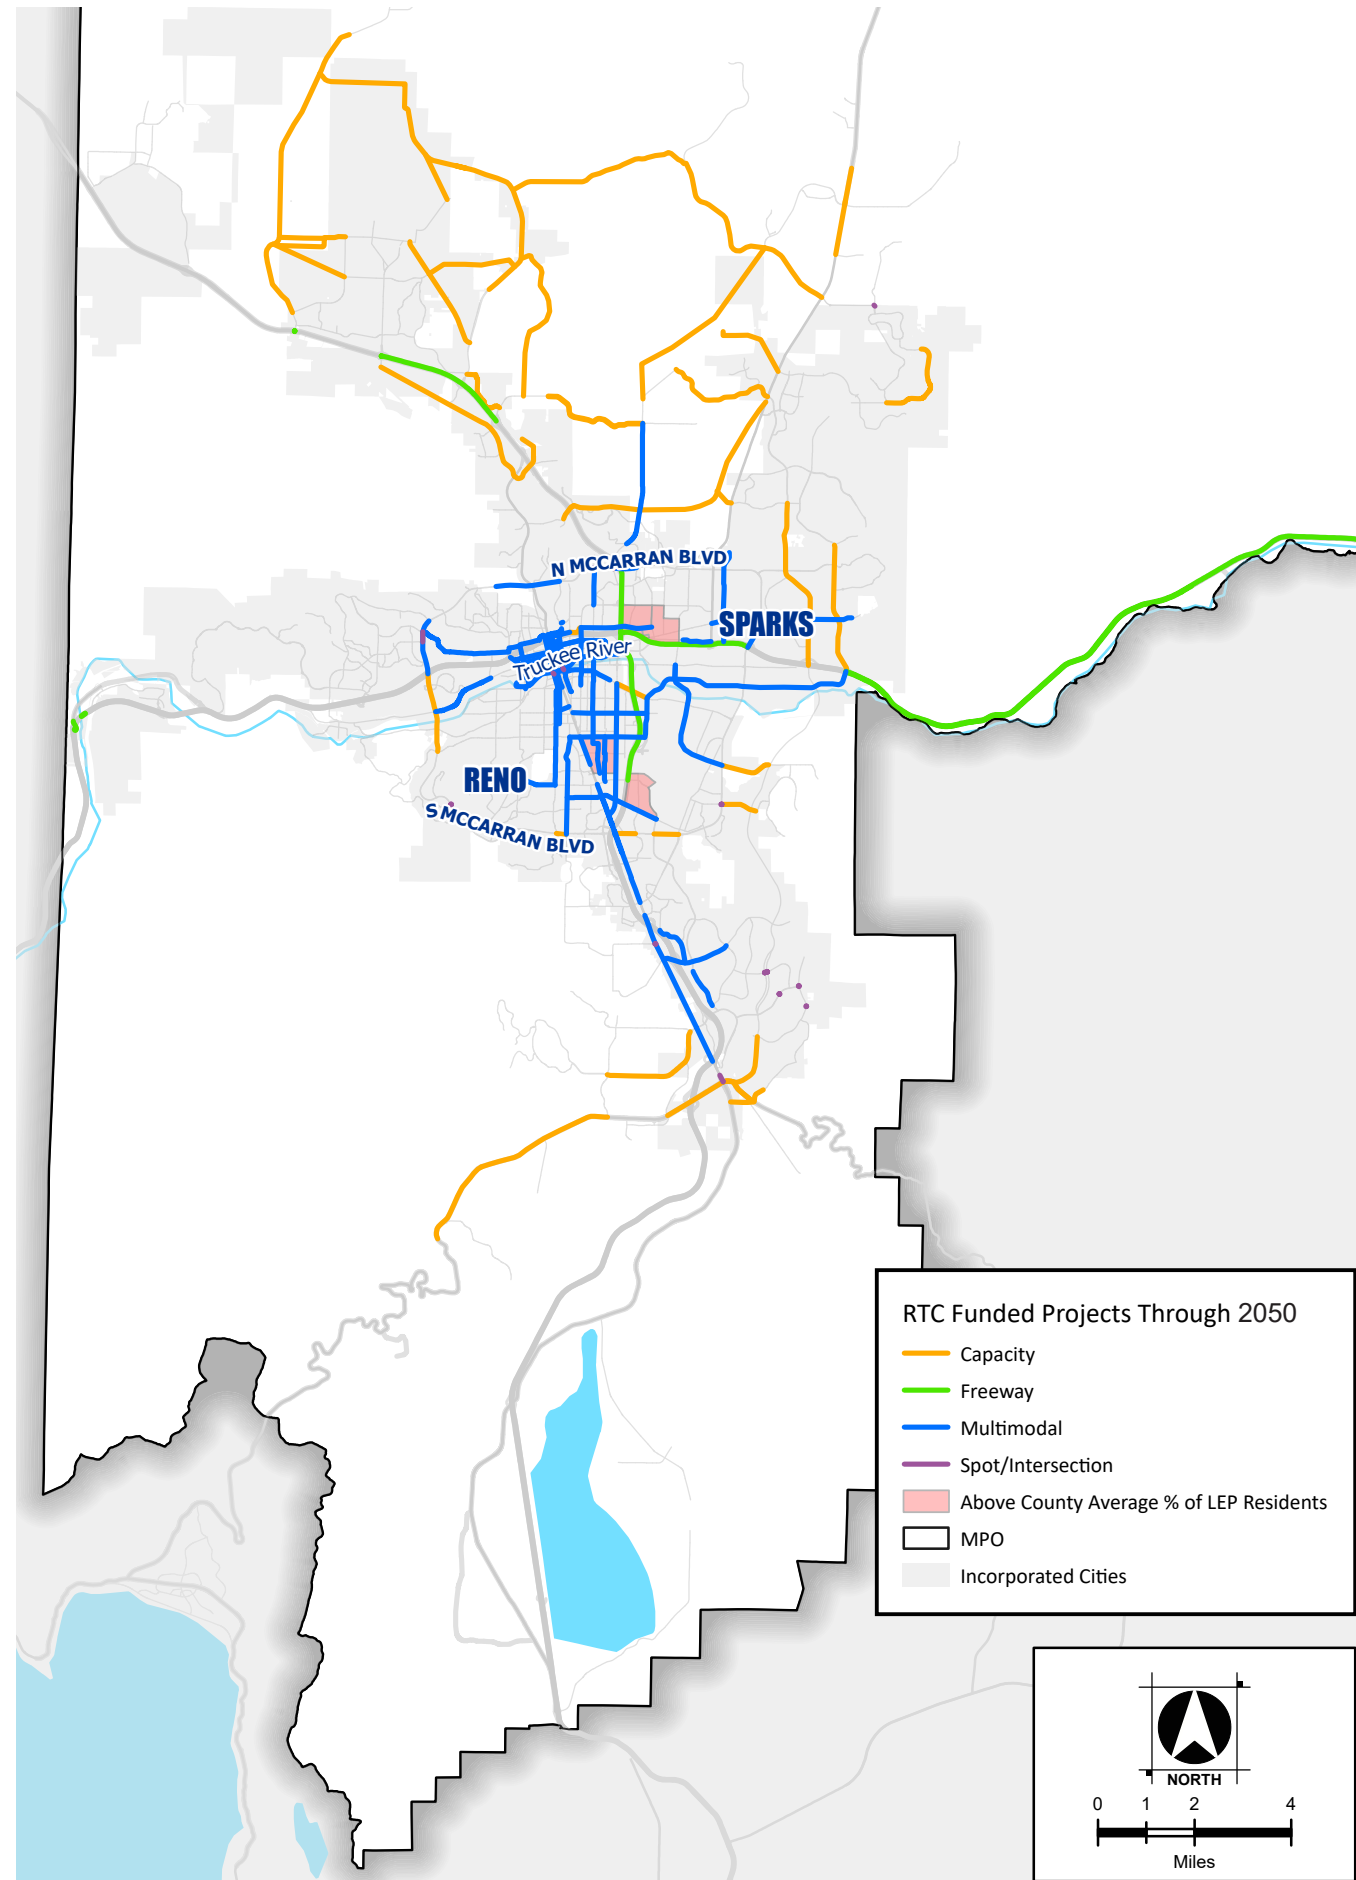 N MCCARRAN BLVD
SPARKS
Truckee River
RENO
S MCCARRAN BLVD
RTC Funded Projects Through 2050
Capacity
Freeway
Multimodal
Spot/Intersection
Above County Average % of LEP Residents
MPO
Incorporated Cities
NORTH
0 1 2 4
Miles